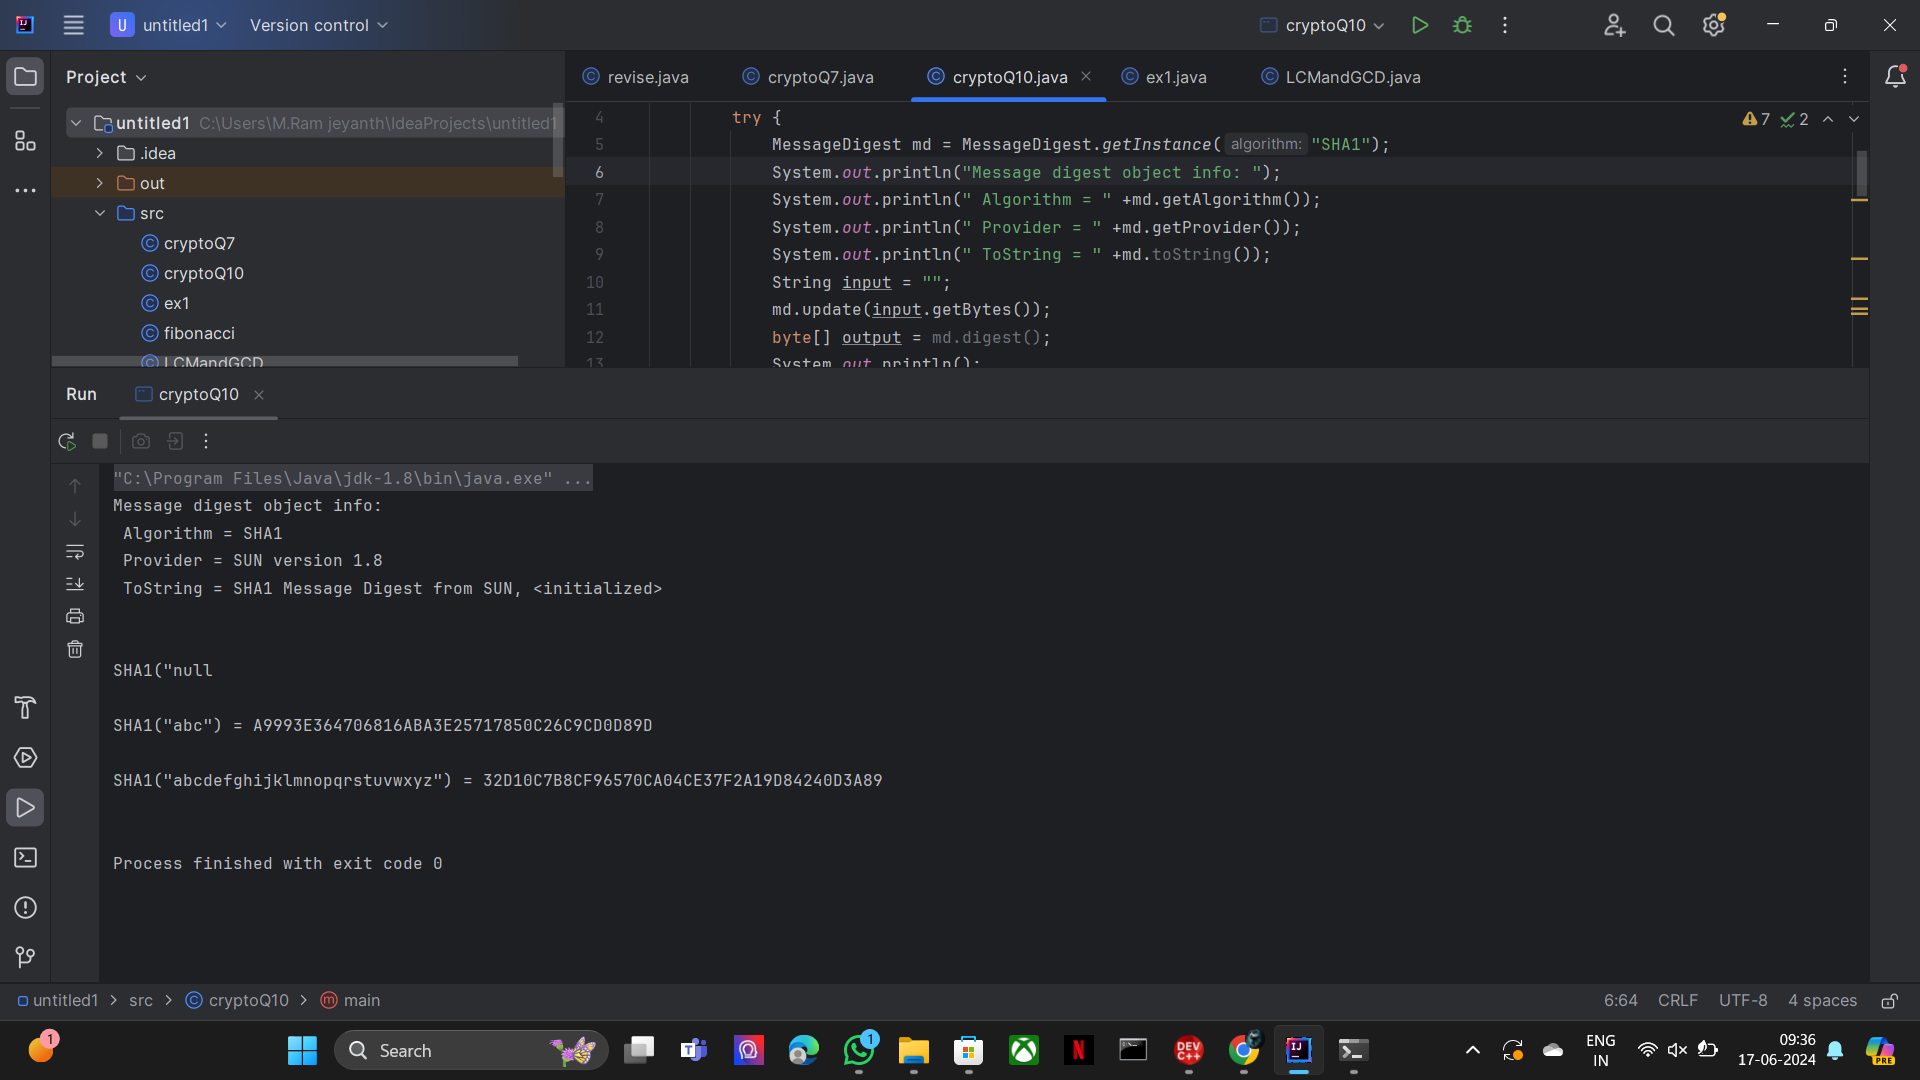 U untitled1 Version control cryptoQ10
Project
revise.java cryptoQ7.java cryptoQ10.java ex1.java LCMandGCD.java
untitled1 C:\Users\M.Ram jeyanth\IdeaProjects\untitled1
.idea
out
src
cryptoQ7
cryptoQ10
ex1
fibonacci
LCMandGCD
7 2
4 try {
5 MessageDigest md = MessageDigest.getInstance( algorithm: "SHA1");
6 System.out.println("Message digest object info: ");
7 System.out.println(" Algorithm = " +md.getAlgorithm());
8 System.out.println(" Provider = " +md.getProvider());
9 System.out.println(" ToString = " +md.toString());
10 String input = "";
11 md.update(input.getBytes());
12 byte[] output = md.digest();
13 System.out.println();
Run cryptoQ10
"C:\Program Files\Java\jdk-1.8\bin\java.exe" ...
Message digest object info:
Algorithm = SHA1
Provider = SUN version 1.8
ToString = SHA1 Message Digest from SUN, <initialized>
SHA1("null
SHA1("abc") = A9993E364706816ABA3E25717850C26C9CD0D89D
SHA1("abcdefghijklmnopqrstuvwxyz") = 32D10C7B8CF96570CA04CE37F2A19D84240D3A89
Process finished with exit code 0
untitled1 > src > cryptoQ10 > m main
6:64 CRLF UTF-8 4 spaces
1 Search 1 DEV C++ ENG IN 09:36 17-06-2024 PRE